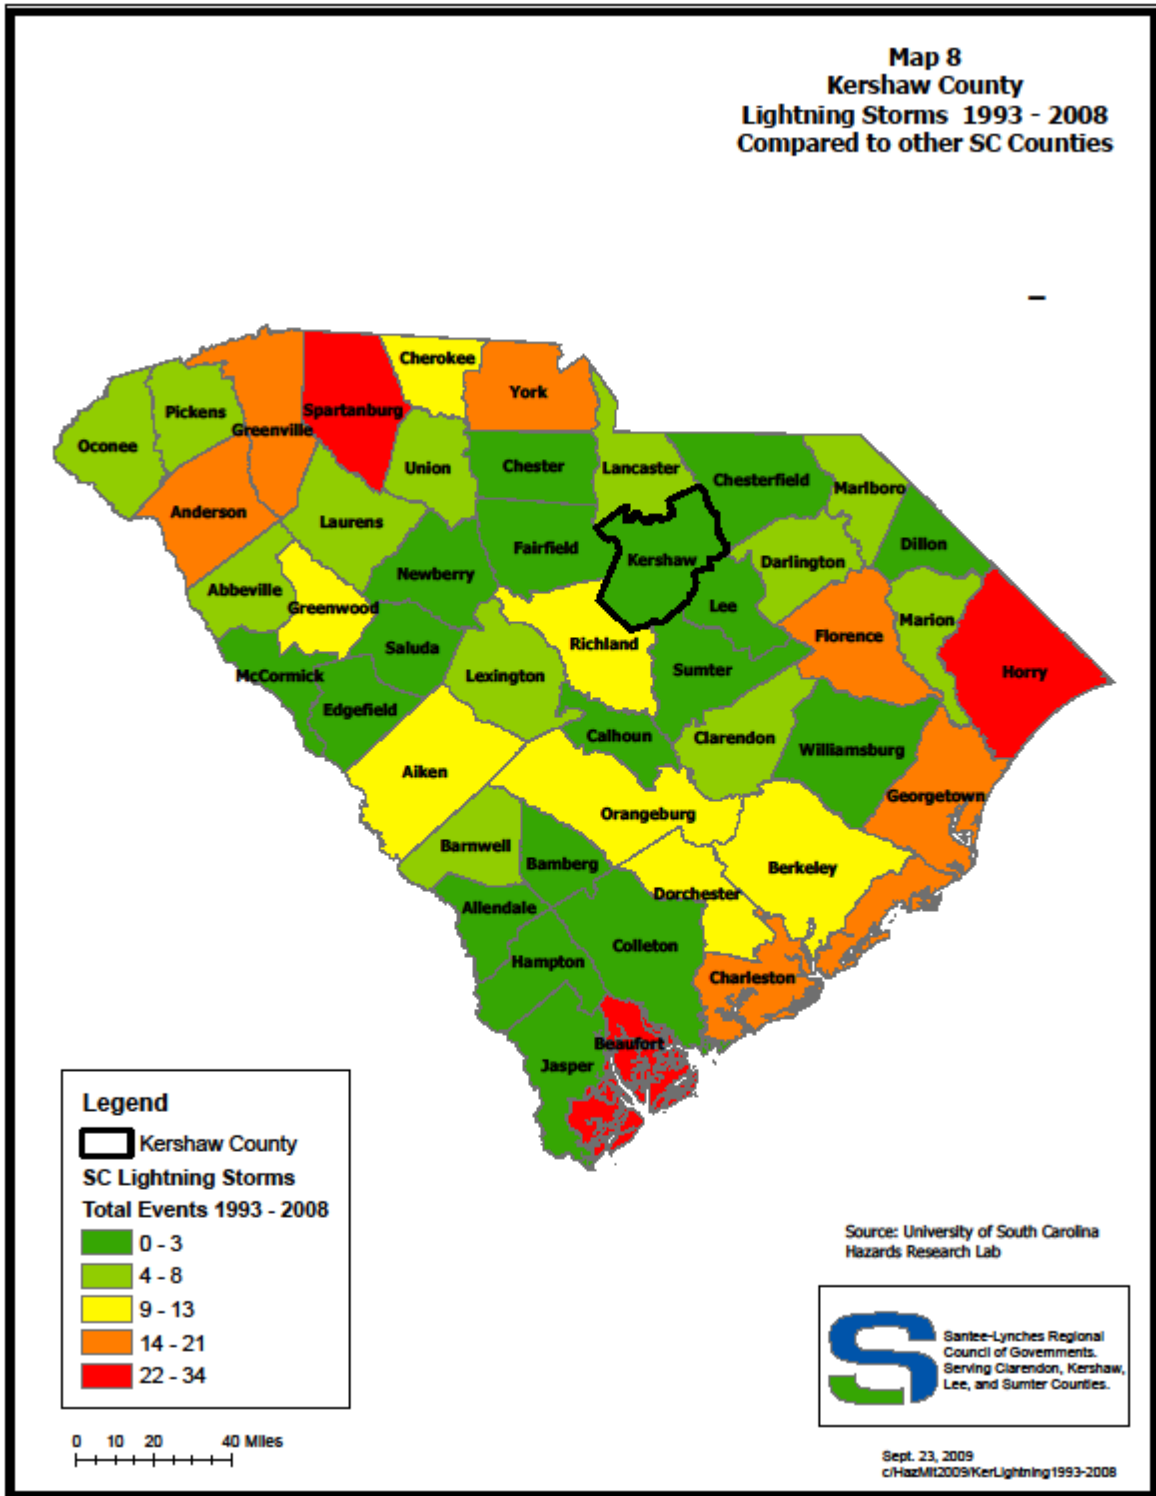 Map 8
Kershaw County
Lightning Storms 1993 - 2008
Compared to other SC Counties
Cherokee
York
Spartanburg
Pickens
Greenville
Oconee
Union
Chester
Lancaster
Chesterfield
Marlboro
Anderson
Laurens
Fairfield
Kershaw
Darlington
Dillon
Newberry
Abbeville
Greenwood
Lee
Marion
Florence
Richland
Saluda
McCormick
Lexington
Sumter
Horry
Edgefield
Calhoun
Clarendon
Williamsburg
Aiken
Georgetown
Orangeburg
Barnwell
Bamberg
Berkeley
Dorchester
Allendale
Colleton
Hampton
Charleston
Beaufort
Jasper
Legend
Kershaw County
SC Lightning Storms
Total Events 1993 - 2008
0 - 3
4 - 8
9 - 13
14 - 21
22 - 34
0 10 20 40 Miles
Source: University of South Carolina
Hazards Research Lab
Santee-Lynches Regional
Council of Governments.
Serving Clarendon, Kershaw,
Lee, and Sumter Counties.
Sept. 23, 2009
c/HazMit2009/KerLightning1993-2008